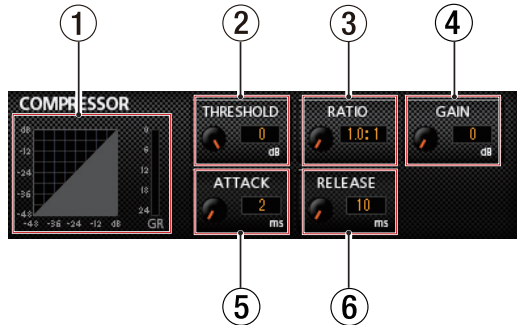 ① ② ③ ④
COMPRESSOR
THRESHOLD
0
dB
RATIO
1.0:1
GAIN
0
dB
dB
-12
-24
-36
-48
-48 -36 -24 -12 dB
0
6
12
18
24
GR
ATTACK
2
ms
RELEASE
10
ms
⑤ ⑥